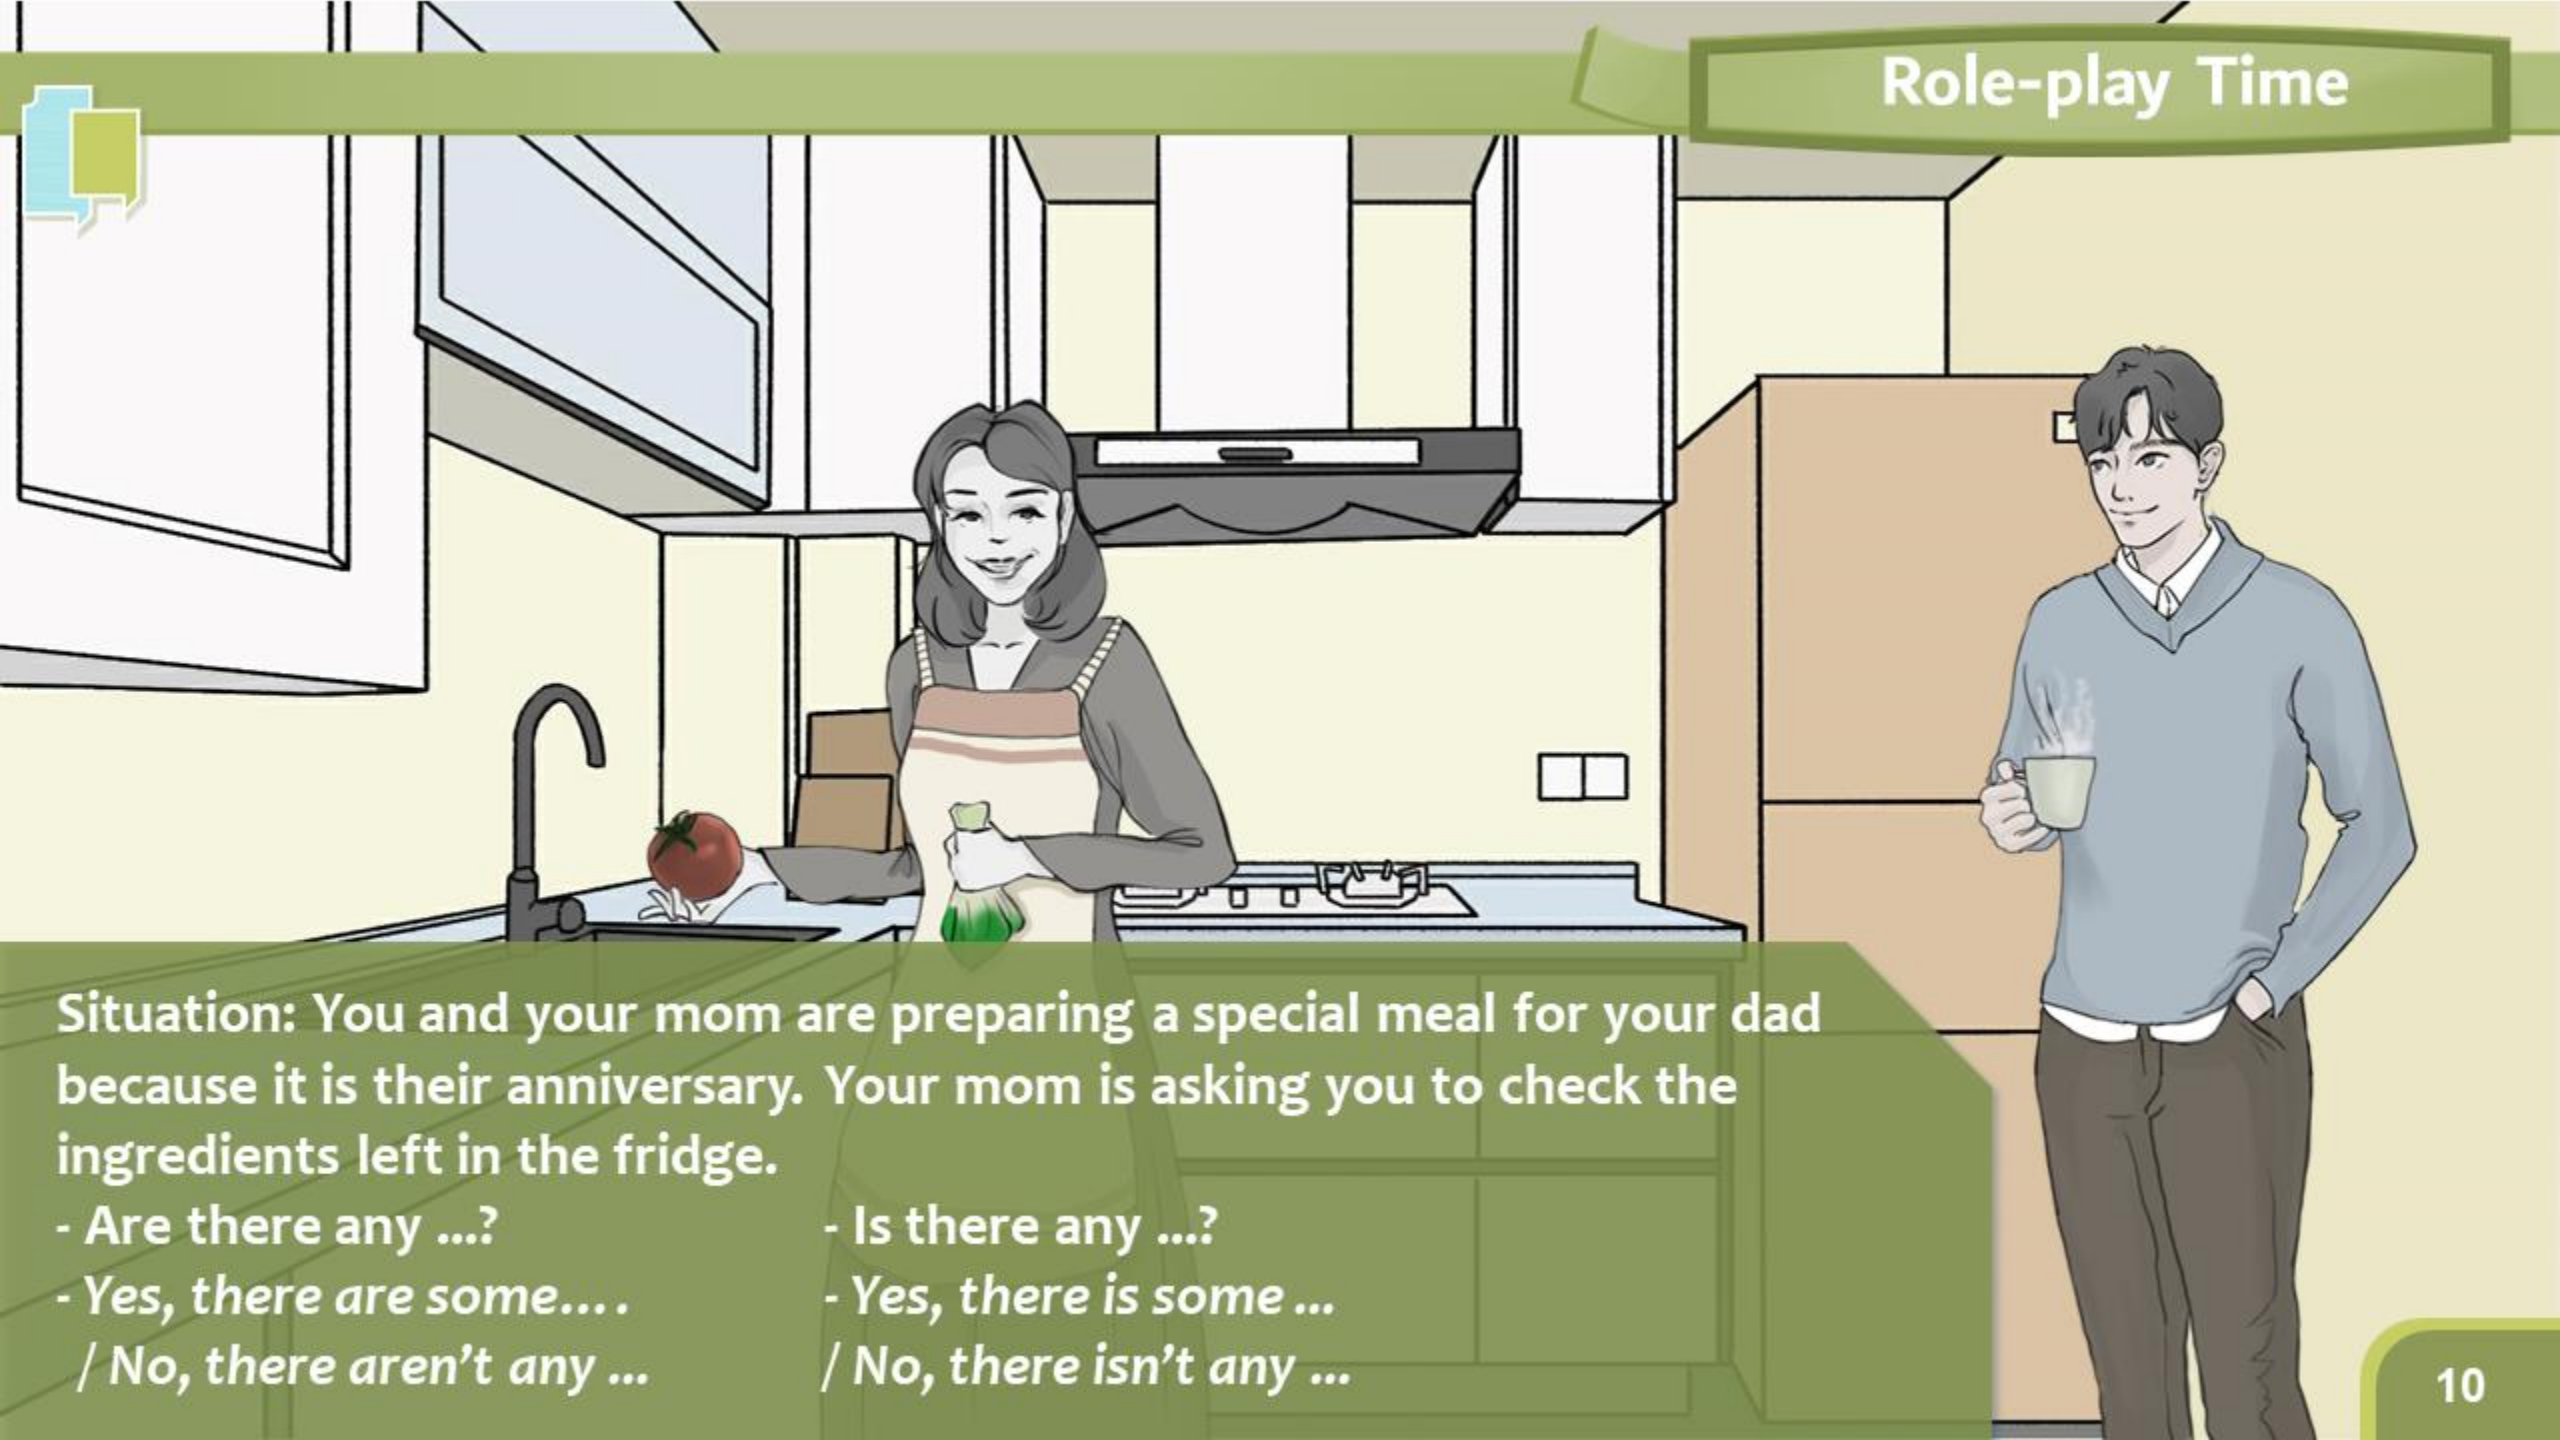 Role-play Time
Situation: You and your mom are preparing a special meal for your dad
because it is their anniversary. Your mom is asking you to check the
ingredients left in the fridge.
- Are there any ...?
- Yes, there are some....
/ No, there aren't any ...
- Is there any ...?
- Yes, there is some ...
/ No, there isn't any ...
10